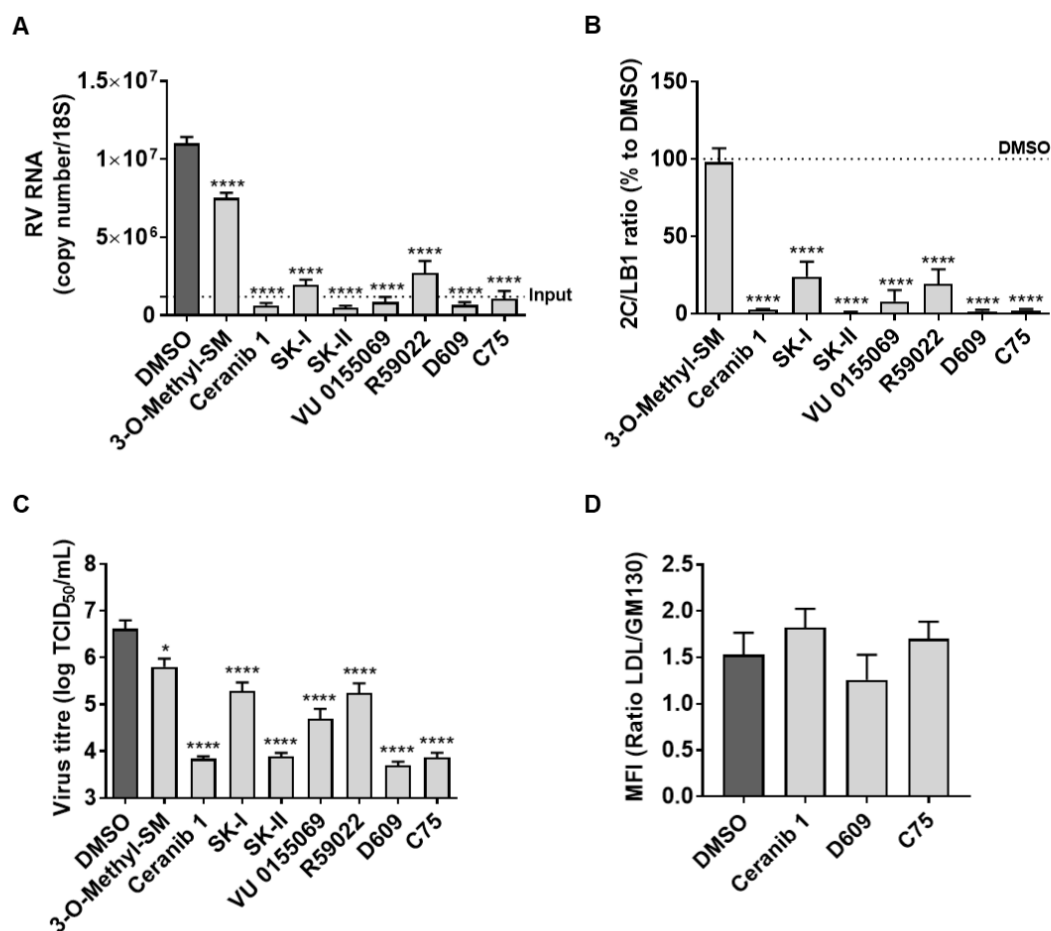 A
RV RNA
(copy number/18S)
1.5×10⁷
1×10⁷
5×10⁶
0
****
****
****
****
****
****
****
****
Input
DMSO
3-O-Methyl-SM
Ceranib 1
SK-I
SK-II
VU 0155069
R59022
D609
C75
B
2C/LB1 ratio (% to DMSO)
150
100
50
0
DMSO
****
****
****
****
****
****
****
3-O-Methyl-SM
Ceranib 1
SK-I
SK-II
VU 0155069
R59022
D609
C75
C
Virus titre (log TCID₅₀/mL)
8
7
6
5
4
3
*
****
****
****
****
****
****
****
DMSO
3-O-Methyl-SM
Ceranib 1
SK-I
SK-II
VU 0155069
R59022
D609
C75
D
MFI (Ratio LDL/GM130)
2.5
2.0
1.5
1.0
0.5
0.0
DMSO
Ceranib 1
D609
C75